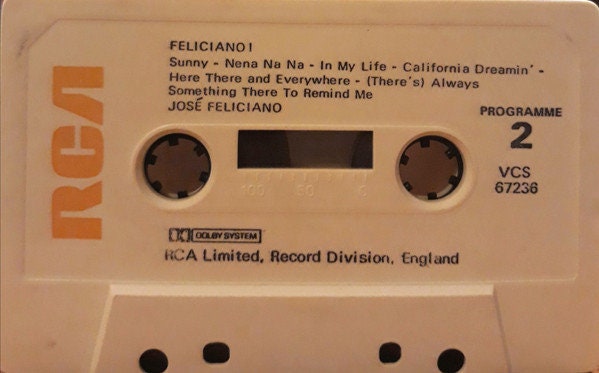 RCA
FELICIANO!
Sunny - Nena Na Na - In My Life - California Dreamin' -
Here There and Everywhere - (There's) Always
Something There To Remind Me
JOSÉ FELICIANO
PROGRAMME
2
VCS
67236
100 50 0
DOLBY SYSTEM
RCA Limited, Record Division, England